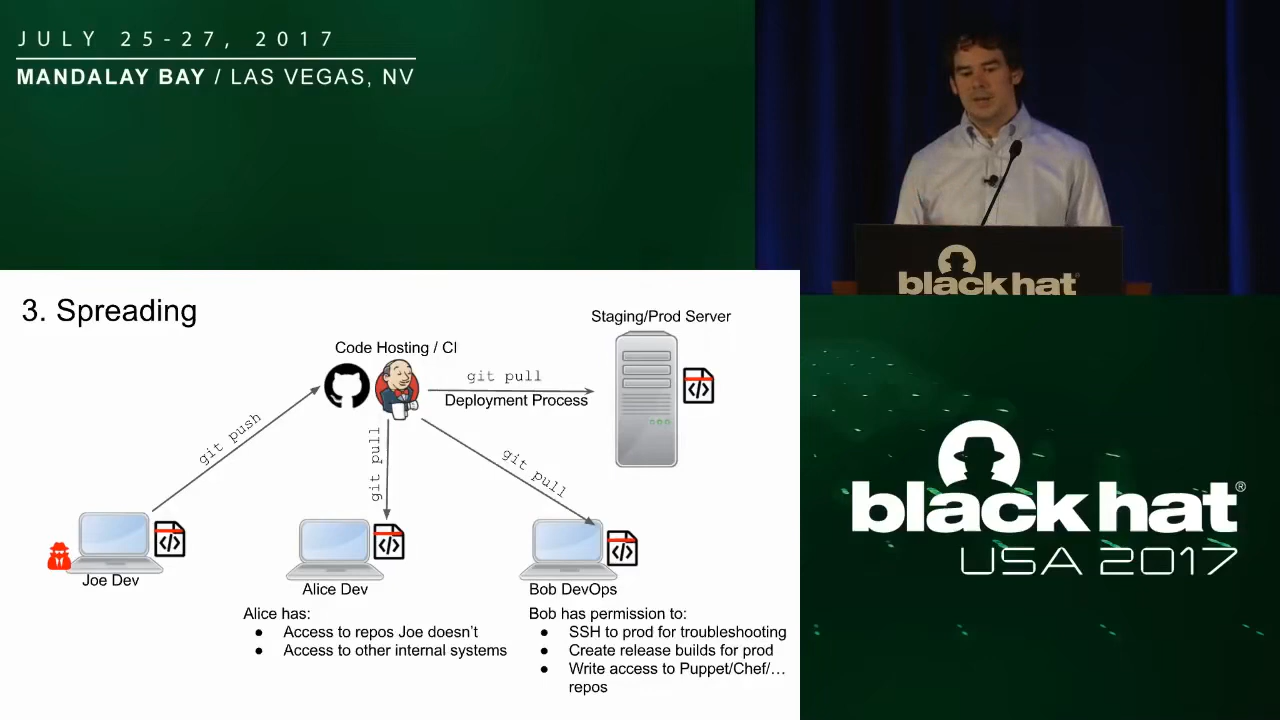 JULY 25-27, 2017
MANDALAY BAY / LAS VEGAS, NV
black hat®
3. Spreading
Staging/Prod Server
Code Hosting / CI
git pull
Deployment Process
git push
git pull
git pull
Joe Dev
Alice Dev
Bob DevOps
Alice has:
● Access to repos Joe doesn't
● Access to other internal systems
Bob has permission to:
● SSH to prod for troubleshooting
● Create release builds for prod
● Write access to Puppet/Chef/…
repos
black hat®
USA 2017